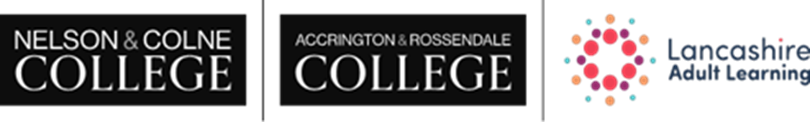 NELSON & COLNE
COLLEGE
ACCRINGTON & ROSSENDALE
COLLEGE
Lancashire
Adult Learning